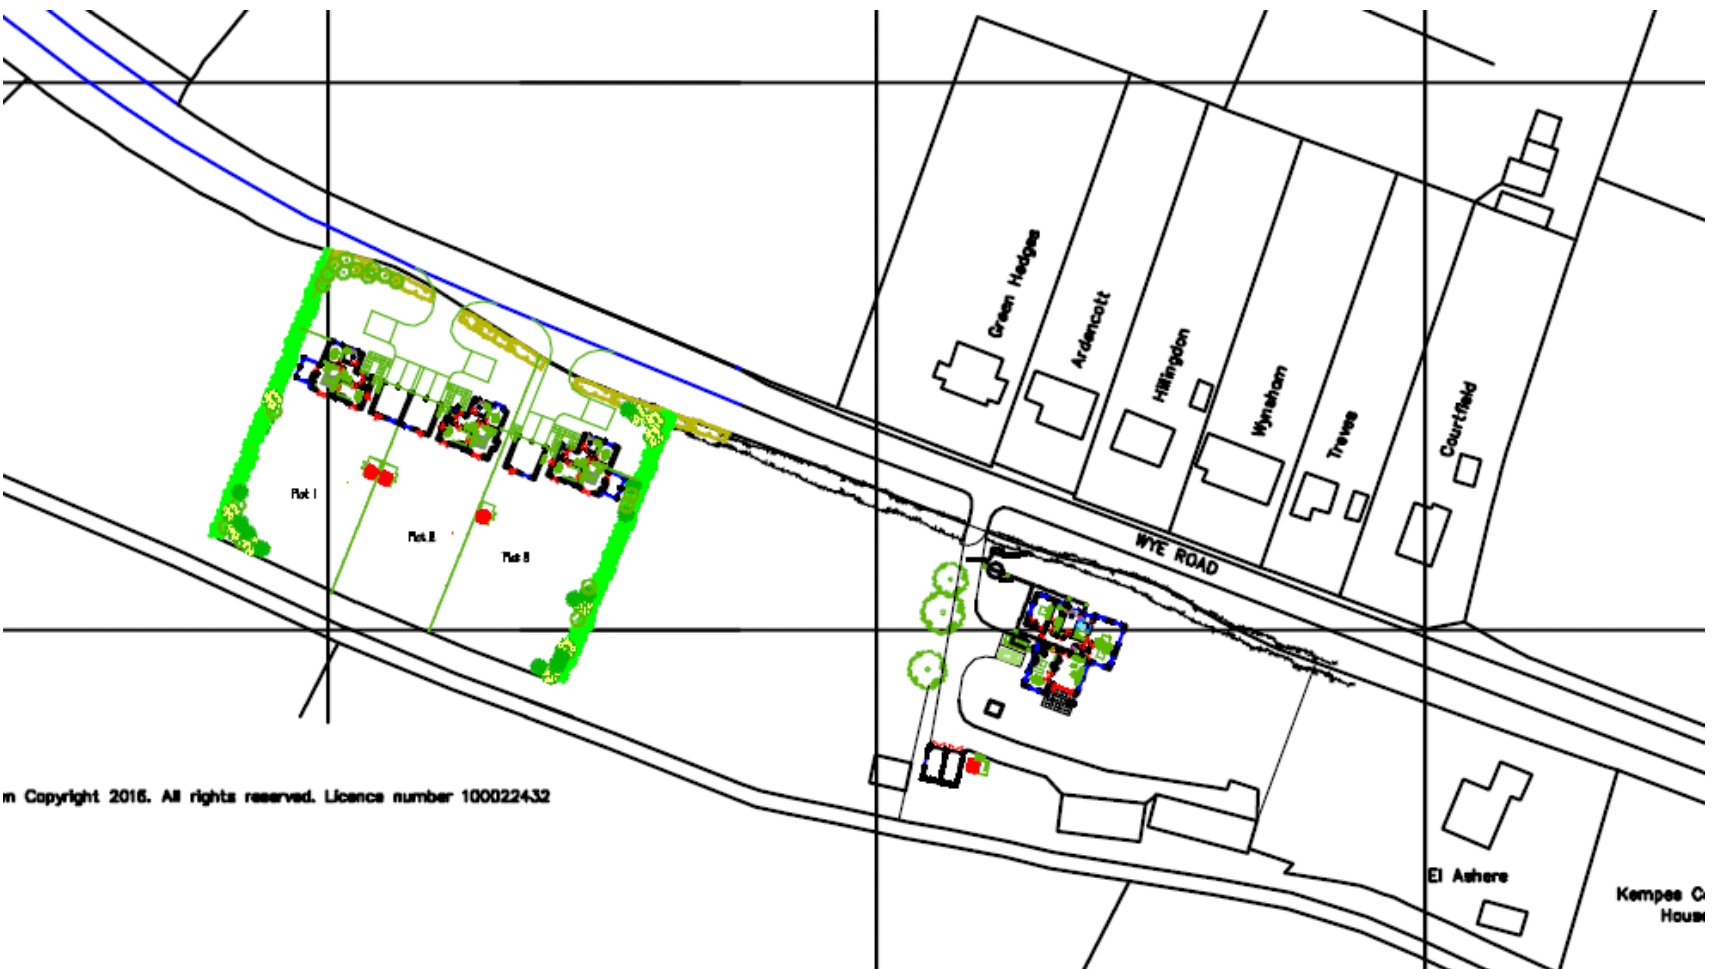 Green Hedges
Ardencott
Hillingdon
Wynsham
Treves
Courtfield
WYE ROAD
Plot 1
Plot 2
Plot 3
n Copyright 2016. All rights reserved. Licence number 100022432
El Ashere
Kempes C
House